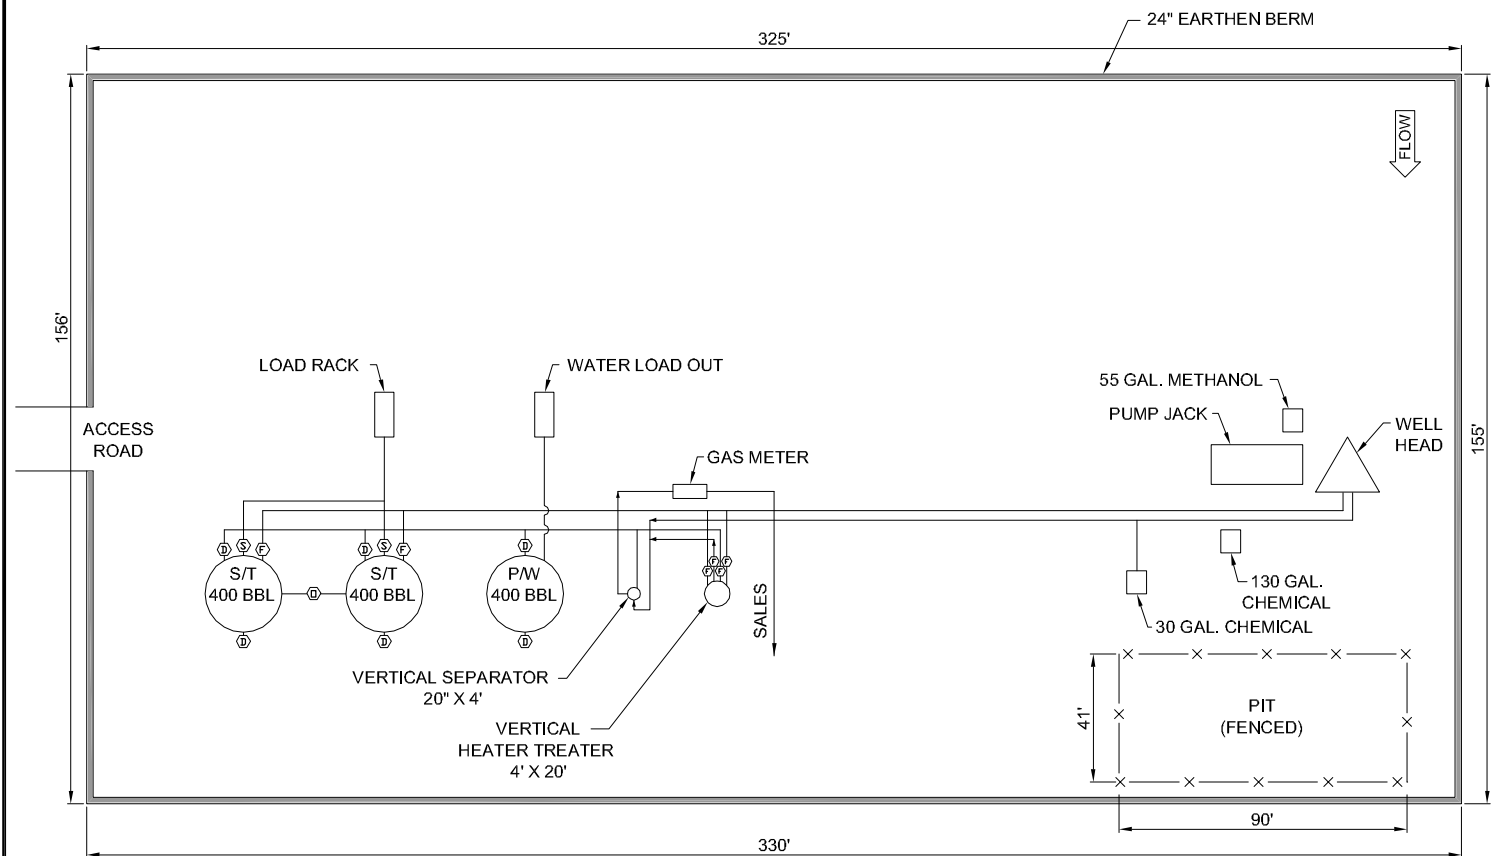 24" EARTHEN BERM
325'
FLOW
156'
155'
LOAD RACK
WATER LOAD OUT
55 GAL. METHANOL
PUMP JACK
WELL
HEAD
ACCESS
ROAD
GAS METER
D
S
F
D
S
F
D
F
F
F
F
S/T
400 BBL
D
S/T
400 BBL
P/W
400 BBL
D
D
D
SALES
130 GAL.
CHEMICAL
30 GAL. CHEMICAL
VERTICAL SEPARATOR
20" X 4'
VERTICAL
HEATER TREATER
4' X 20'
41'
PIT
(FENCED)
90'
330'